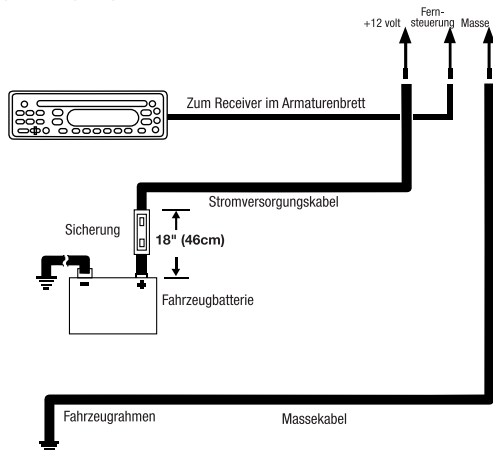 Fern-
+12 volt steuerung Masse
Zum Receiver im Armaturenbrett
Stromversorgungskabel
Sicherung
18" (46cm)
- +
Fahrzeugbatterie
Fahrzeugrahmen Massekabel